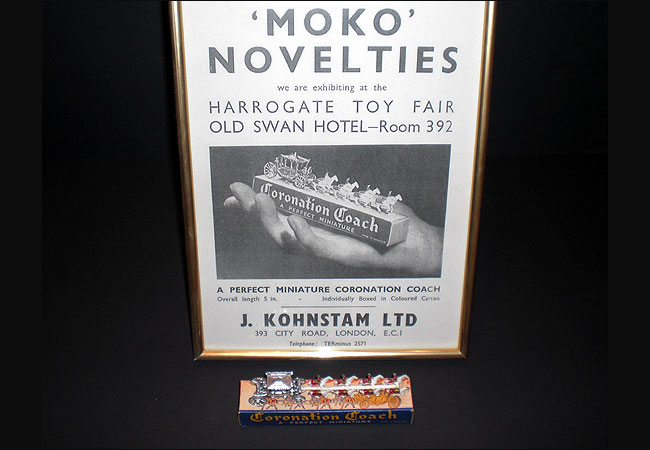 'MOKO'
NOVELTIES
we are exhibiting at the
HARROGATE TOY FAIR
OLD SWAN HOTEL—Room 392
Coronation Coach
A PERFECT MINIATURE
A PERFECT MINIATURE CORONATION COACH
Overall length 5 in. - Individually Boxed in Coloured Carton
J. KOHNSTAM LTD
393 CITY ROAD, LONDON, E.C.1
Telephone: TERminus 2571
Coronation Coach
A PERFECT MINIATURE